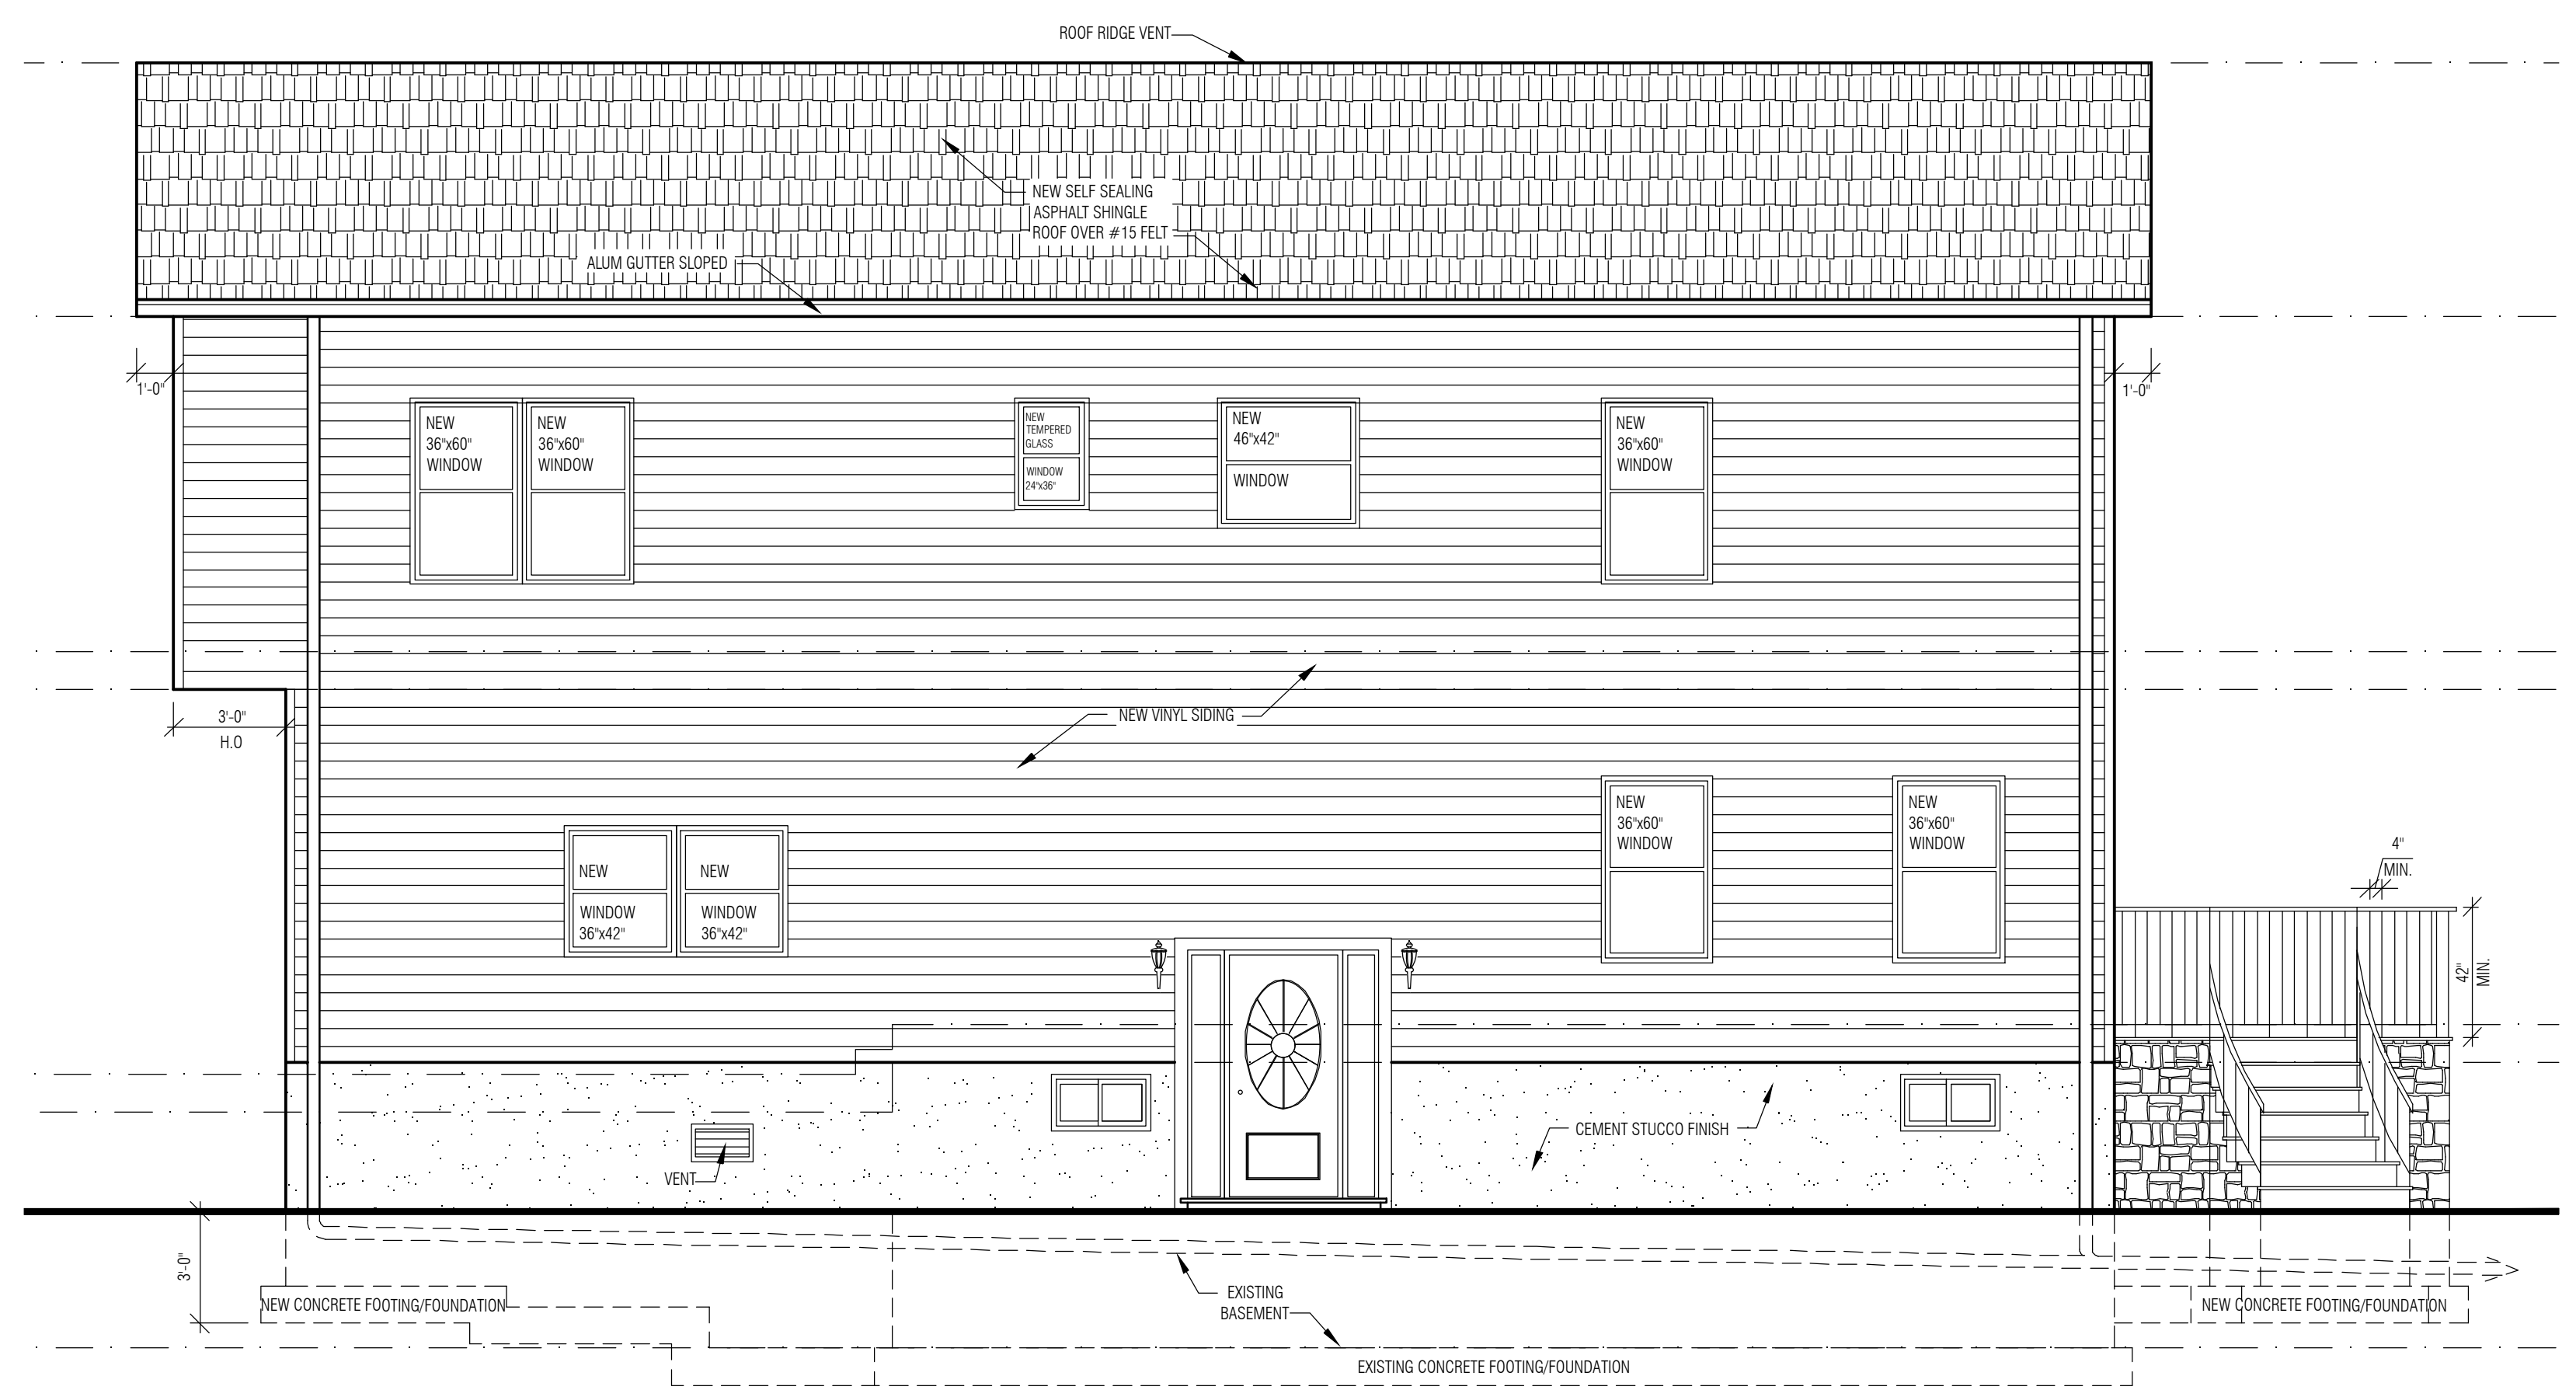 ROOF RIDGE VENT
NEW SELF SEALING
ASPHALT SHINGLE
ROOF OVER #15 FELT
ALUM GUTTER SLOPED
1'-0"
1'-0"
NEW
36"x60"
WINDOW
NEW
36"x60"
WINDOW
NEW
TEMPERED
GLASS
WINDOW
24"x36"
NEW
46"x42"
WINDOW
NEW
36"x60"
WINDOW
3'-0"
H.O
NEW VINYL SIDING
NEW
36"x60"
WINDOW
NEW
36"x60"
WINDOW
NEW
WINDOW
36"x42"
NEW
WINDOW
36"x42"
4"
MIN.
42"
MIN.
CEMENT STUCCO FINISH
VENT
3'-0"
NEW CONCRETE FOOTING/FOUNDATION
EXISTING
BASEMENT
NEW CONCRETE FOOTING/FOUNDATION
EXISTING CONCRETE FOOTING/FOUNDATION